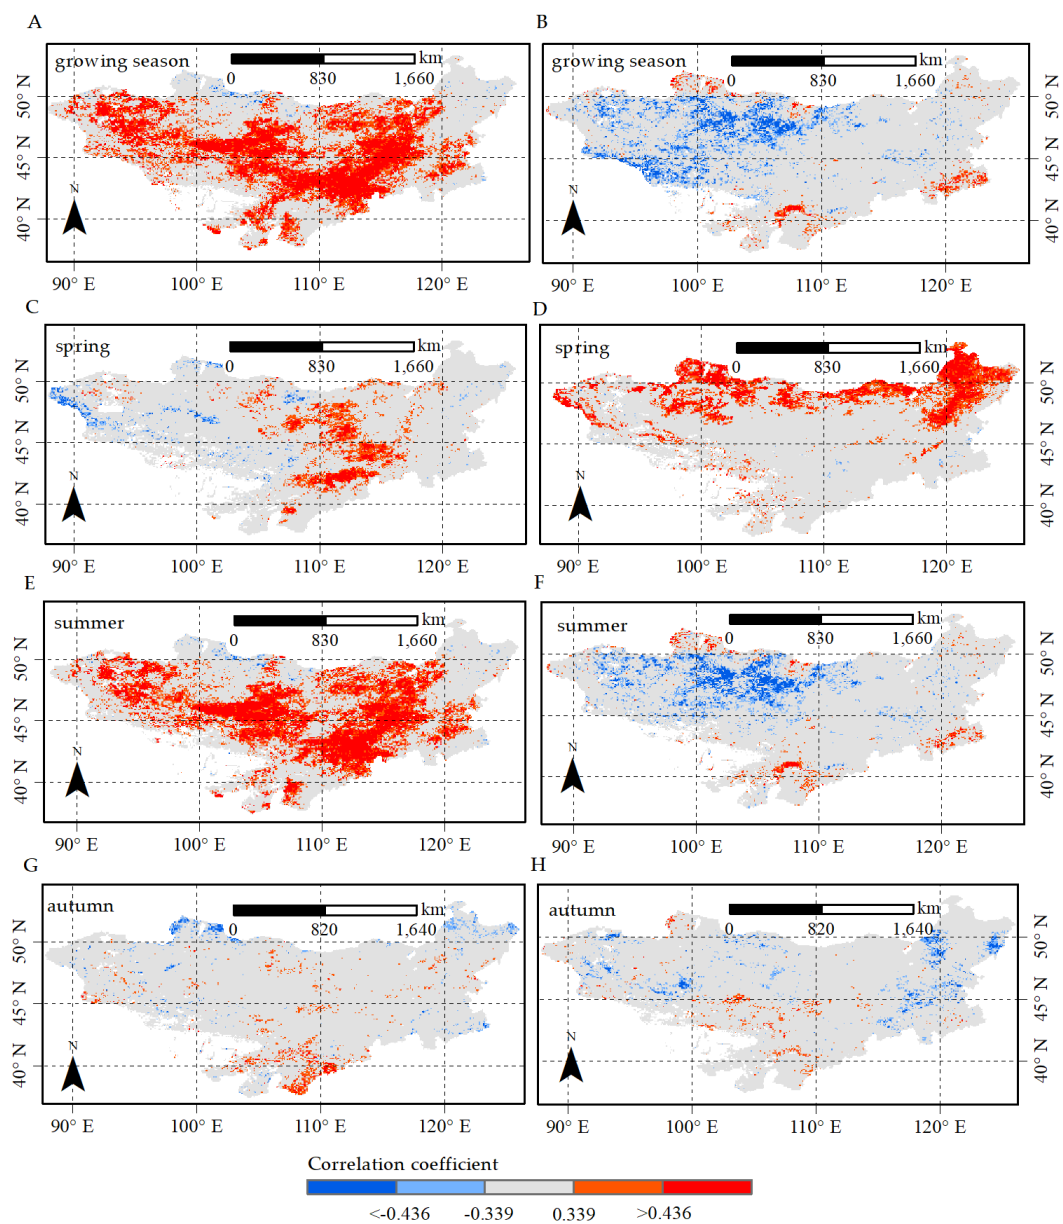 A
B
growing season
km
0
830
1,660
growing season
km
0
830
1,660
50° N
45° N
40° N
N
50° N
45° N
40° N
N
90° E
100° E
110° E
120° E
90° E
100° E
110° E
120° E
C
D
spring
km
0
830
1,660
spring
km
0
830
1,660
50° N
45° N
40° N
N
50° N
45° N
40° N
N
90° E
100° E
110° E
120° E
90° E
100° E
110° E
120° E
E
F
summer
km
0
830
1,660
summer
km
0
830
1,660
50° N
45° N
40° N
N
50° N
45° N
40° N
N
90° E
100° E
110° E
120° E
90° E
100° E
110° E
120° E
G
H
autumn
km
0
820
1,640
autumn
km
0
820
1,640
50° N
45° N
40° N
N
50° N
45° N
40° N
N
90° E
100° E
110° E
120° E
90° E
100° E
110° E
120° E
Correlation coefficient
<-0.436
-0.339
0.339
>0.436